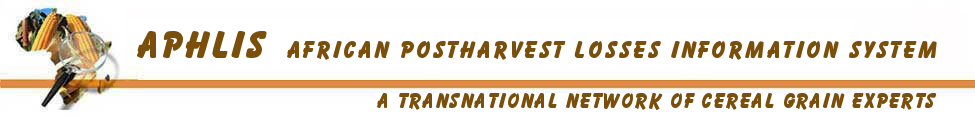 APHLIS AFRICAN POSTHARVEST LOSSES INFORMATION SYSTEM
A TRANSNATIONAL NETWORK OF CEREAL GRAIN EXPERTS